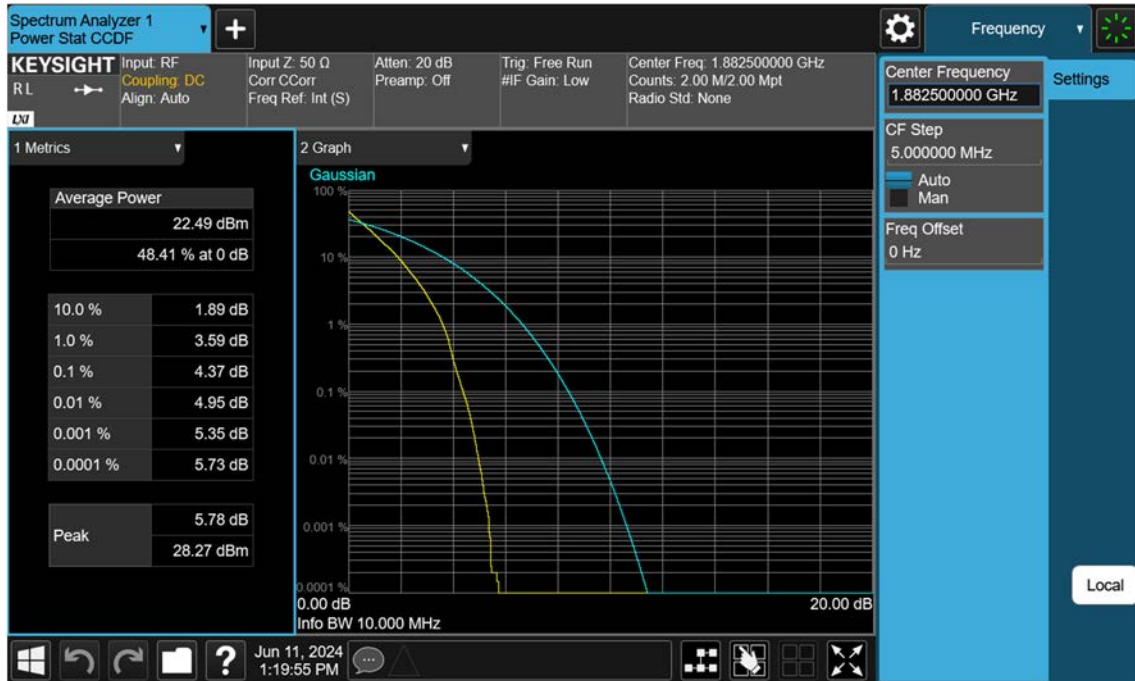 Spectrum Analyzer 1
Power Stat CCDF
+
Frequency
KEYSIGHT
RL
LXI
Input: RF
Coupling: DC
Align: Auto
Input Z: 50 Ω
Corr CCorr
Freq Ref: Int (S)
Atten: 20 dB
Preamp: Off
Trig: Free Run
#IF Gain: Low
Center Freq: 1.882500000 GHz
Counts: 2.00 M/2.00 Mpt
Radio Std: None
Center Frequency
1.882500000 GHz
Settings
CF Step
5.000000 MHz
Auto
Man
Freq Offset
0 Hz
1 Metrics
Average Power
22.49 dBm
48.41 % at 0 dB
10.0 % 1.89 dB
1.0 % 3.59 dB
0.1 % 4.37 dB
0.01 % 4.95 dB
0.001 % 5.35 dB
0.0001 % 5.73 dB
Peak
5.78 dB
28.27 dBm
2 Graph
Gaussian
100 %
10 %
1 %
0.1 %
0.01 %
0.001 %
0.0001 %
0.00 dB 20.00 dB
Info BW 10.000 MHz
Local
?
Jun 11, 2024
1:19:55 PM